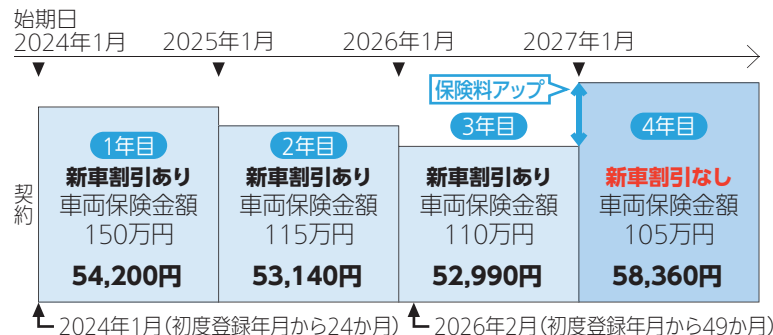 始期日
2024年1月 2025年1月 2026年1月 2027年1月
保険料アップ
1年目 2年目 3年目 4年目
新車割引あり 新車割引あり 新車割引あり 新車割引なし
契約
車両保険金額 車両保険金額 車両保険金額 車両保険金額
150万円 115万円 110万円 105万円
54,200円 53,140円 52,990円 58,360円
2024年1月(初度登録年月から24か月) 2026年2月(初度登録年月から49か月)